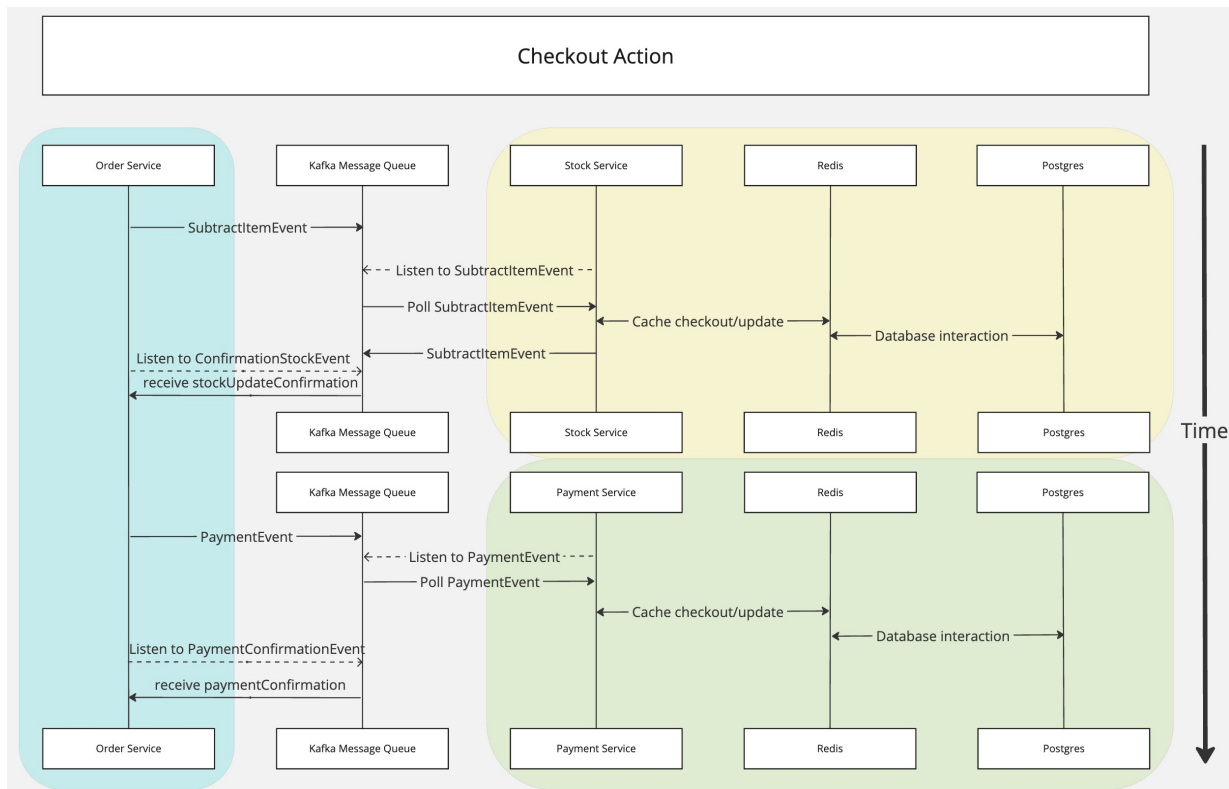 Checkout Action
Order Service
Kafka Message Queue
Stock Service
Redis
Postgres
SubtractItemEvent
Listen to SubtractItemEvent
Poll SubtractItemEvent
Cache checkout/update
Database interaction
SubtractItemEvent
Listen to ConfirmationStockEvent
receive stockUpdateConfirmation
Kafka Message Queue
Stock Service
Redis
Postgres
Time
Kafka Message Queue
Payment Service
Redis
Postgres
PaymentEvent
Listen to PaymentEvent
Poll PaymentEvent
Cache checkout/update
Database interaction
Listen to PaymentConfirmationEvent
receive paymentConfirmation
Order Service
Kafka Message Queue
Payment Service
Redis
Postgres